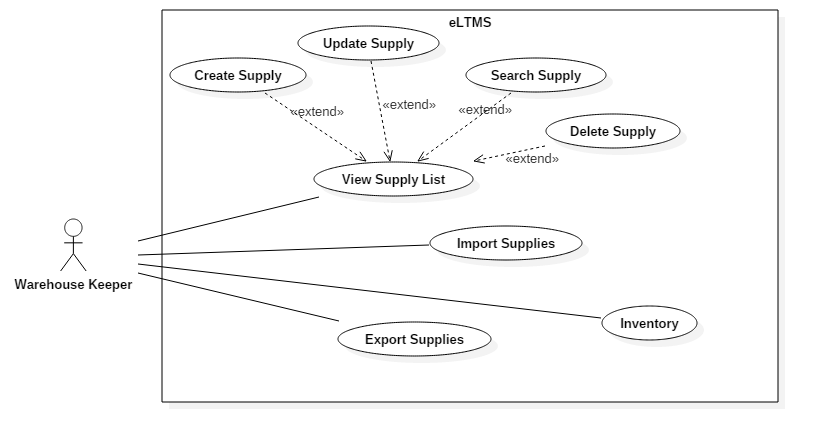 eLTMS
Update Supply
Create Supply
Search Supply
«extend»
«extend»
«extend»
Delete Supply
«extend»
View Supply List
Import Supplies
Warehouse Keeper
Inventory
Export Supplies